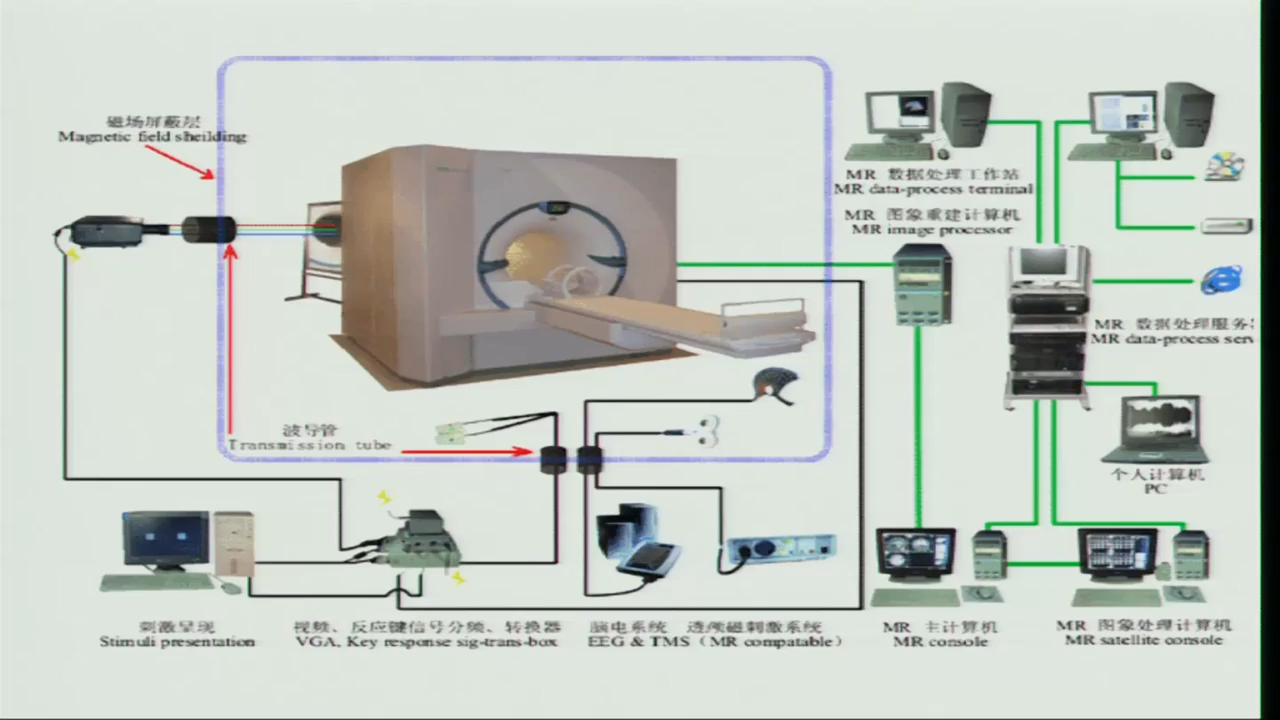 磁场屏蔽层
Magnetic field sheilding
MR 数据处理工作站
MR data-process terminal
MR 图象重建计算机
MR image processor
MR 数据处理服务
MR data-process
波导管
Transmission tube
个人计算机
PC
刺激呈现
Stimuli presentation
视频、反应键信号分频、转换器
VGA, Key response sig-trans-box
脑电系统 透颅磁刺激系统
EEG & TMS（MR compatable）
MR 主计算机
MR console
MR 图象处理计算机
MR satellite console